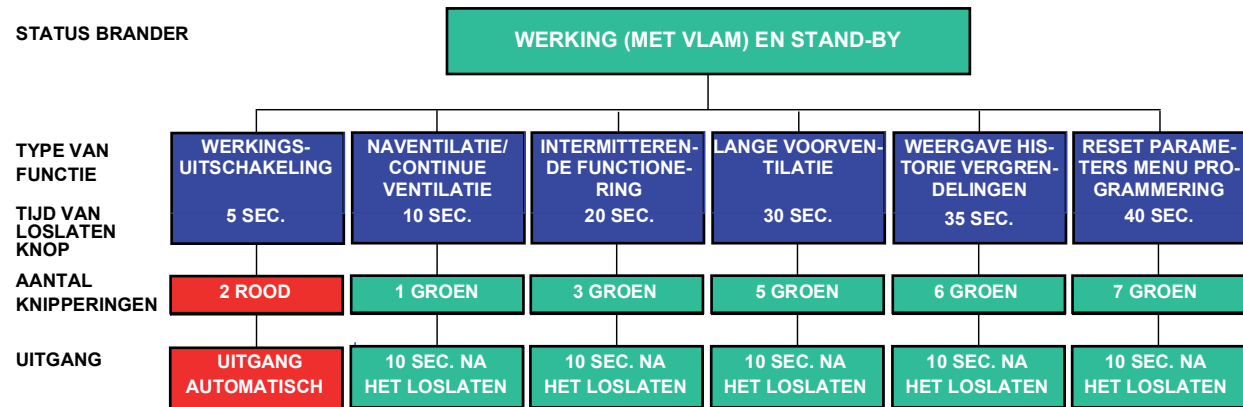 STATUS BRANDER
WERKING (MET VLAM) EN STAND-BY
TYPE VAN
FUNCTIE
WERKINGS-
UITSCHAKELING
NAVENTILATIE/
CONTINUE
VENTILATIE
INTERMITTEREN-
DE FUNCTIONE-
RING
LANGE VOORVEN-
TILATIE
WEERGAVE HIS-
TORIE VERGREN-
DELINGEN
RESET PARAME-
TERS MENU PRO-
GRAMMERING
TIJD VAN
LOSLATEN
KNOP
5 SEC.
10 SEC.
20 SEC.
30 SEC.
35 SEC.
40 SEC.
AANTAL
KNIPPERINGEN
2 ROOD
1 GROEN
3 GROEN
5 GROEN
6 GROEN
7 GROEN
UITGANG
UITGANG
AUTOMATISCH
10 SEC. NA
HET LOSLATEN
10 SEC. NA
HET LOSLATEN
10 SEC. NA
HET LOSLATEN
10 SEC. NA
HET LOSLATEN
10 SEC. NA
HET LOSLATEN